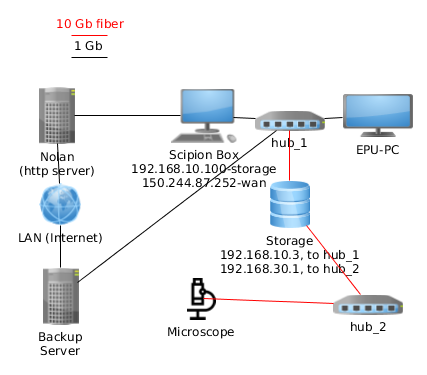 10 Gb fiber
1 Gb
Nolan
(http server)
Scipion Box
192.168.10.100-storage
150.244.87.252-wan
hub_1
EPU-PC
LAN (Internet)
Storage
192.168.10.3, to hub_1
192.168.30.1, to hub_2
Backup
Server
Microscope
hub_2